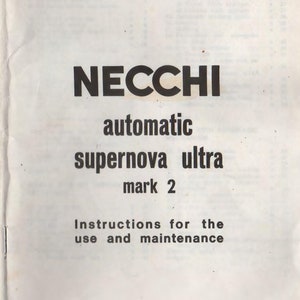 NECCHI
automatic
supernova ultra
mark 2
Instructions for the
use and maintenance